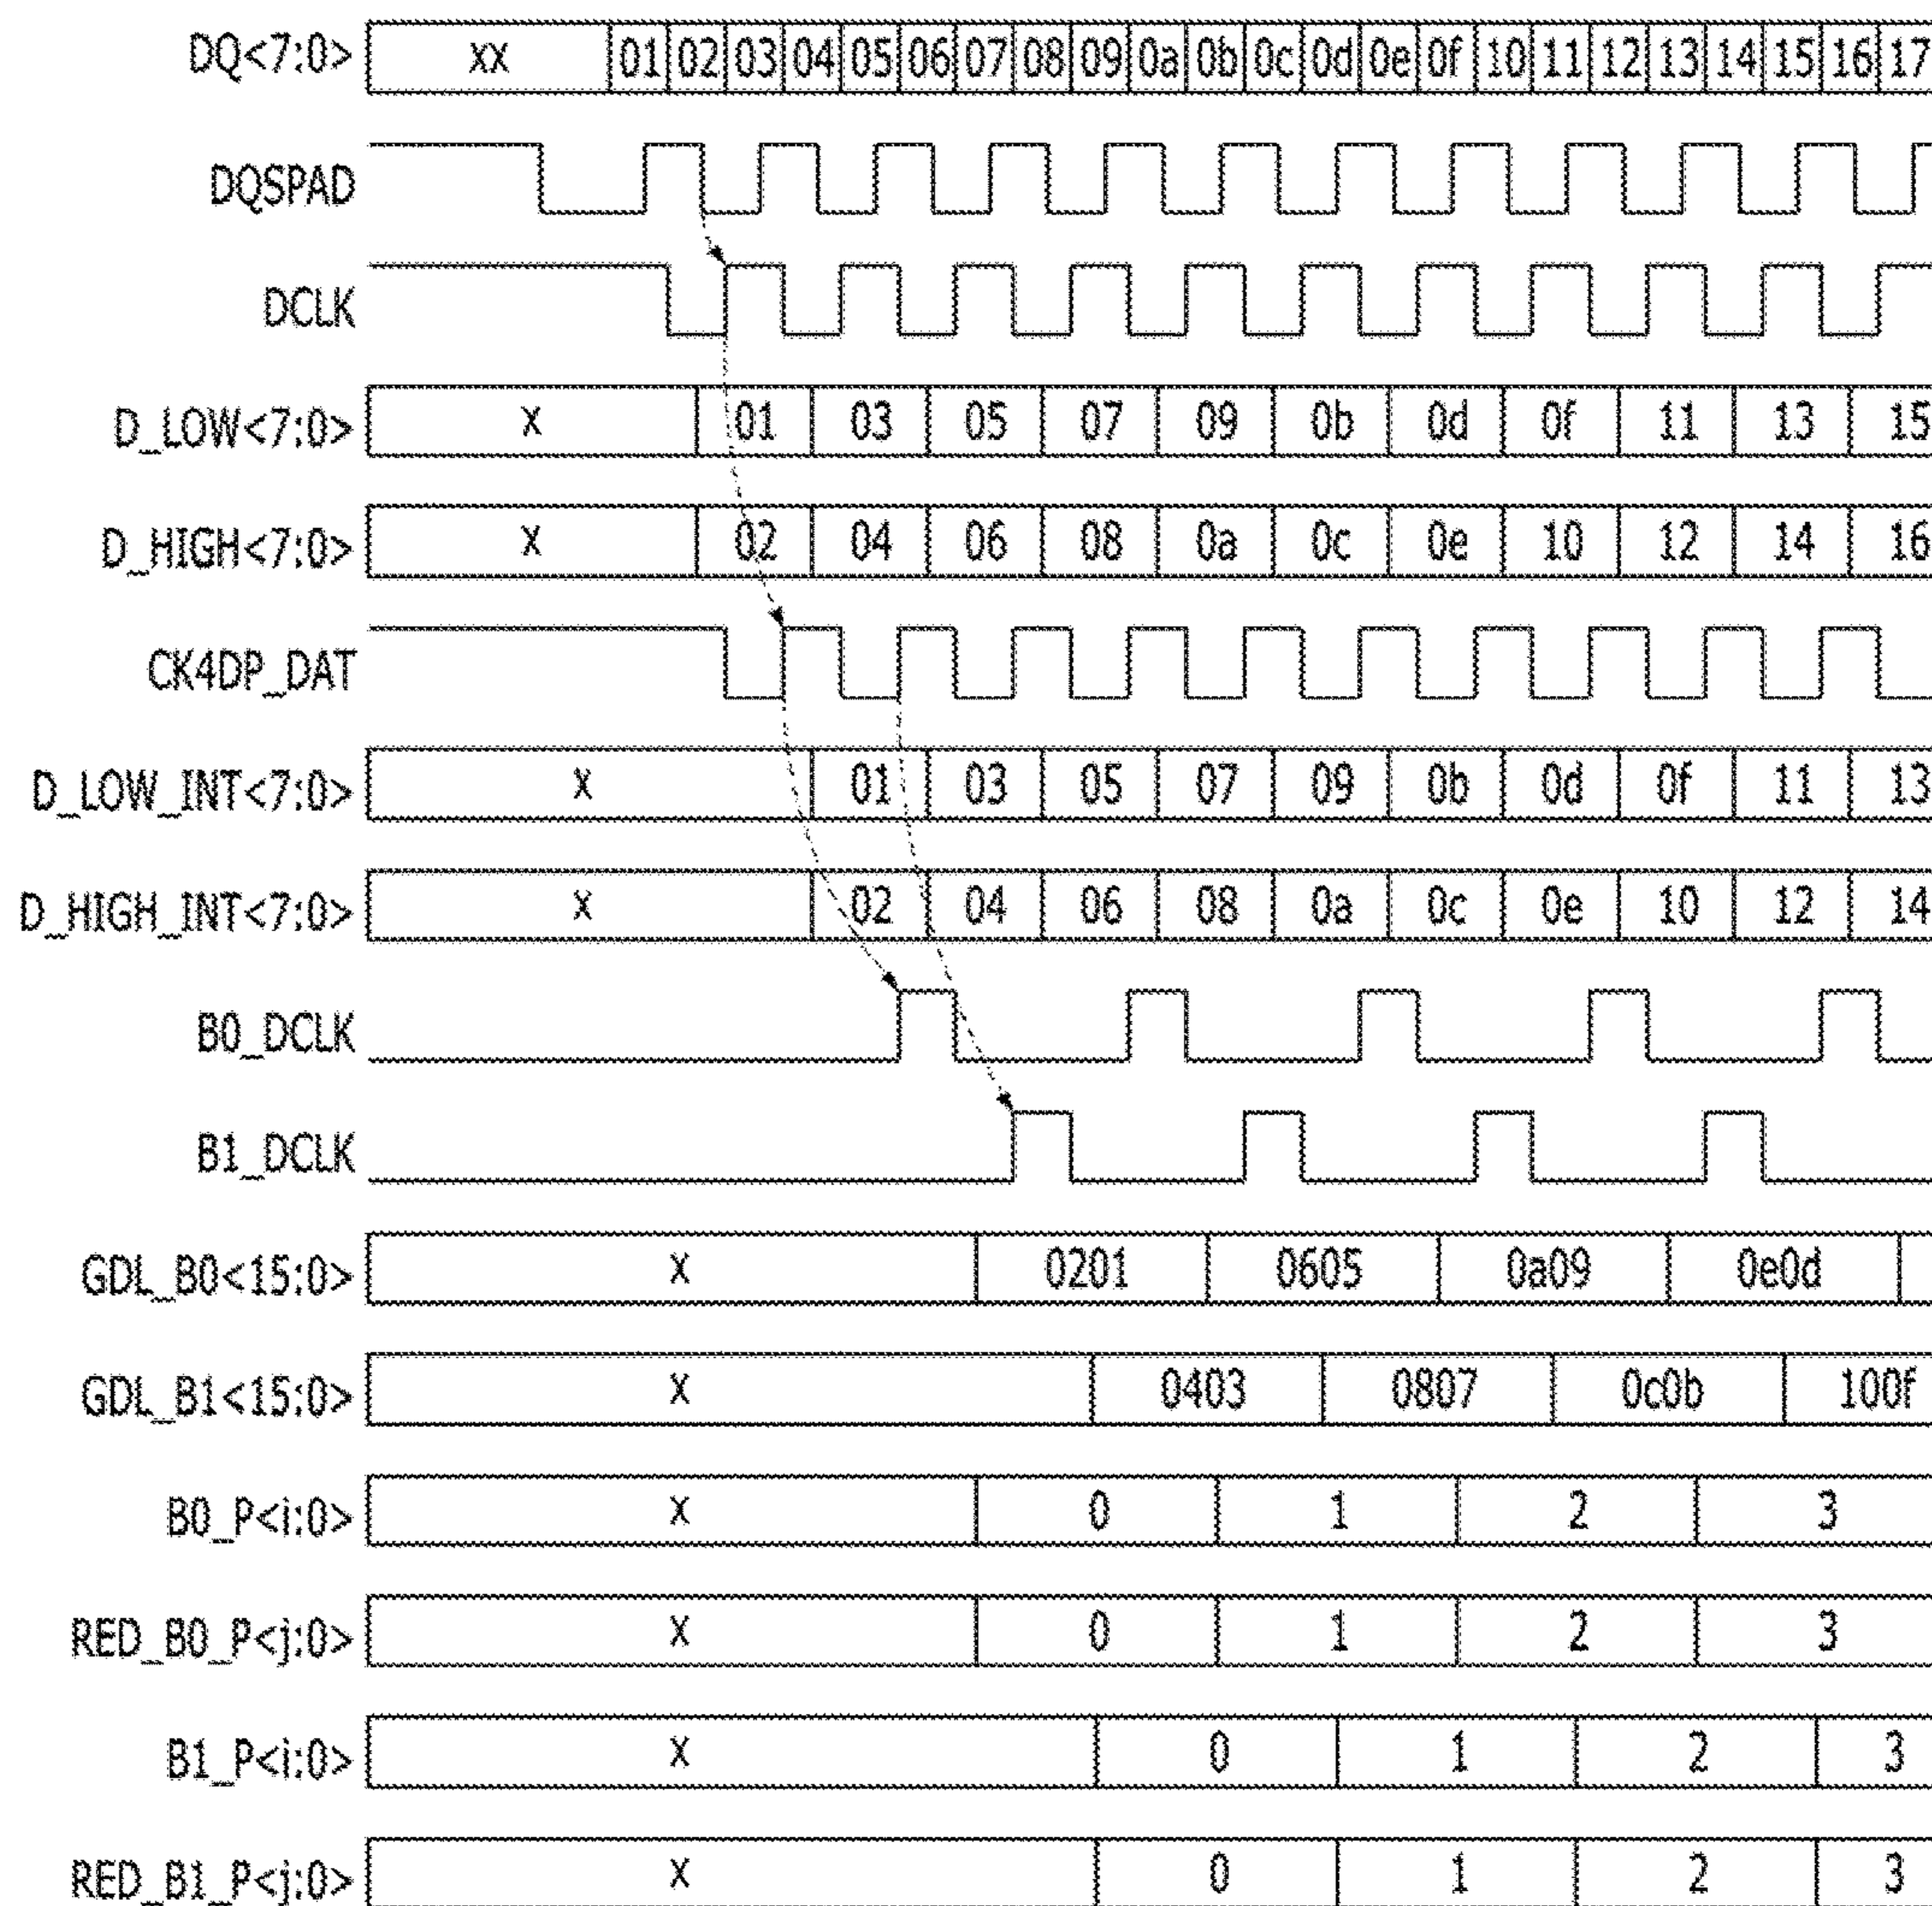 DQ<7:0> XX 01 02 03 04 05 06 07 08 09 0a 0b 0c 0d 0e 0f 10 11 12 13 14 15 16 17
DQSPAD
DCLK
D_LOW<7:0> X 01 03 05 07 09 0b 0d 0f 11 13 15
D_HIGH<7:0> X 02 04 06 08 0a 0c 0e 10 12 14 16
CK4DP_DAT
D_LOW_INT<7:0> X 01 03 05 07 09 0b 0d 0f 11 13
D_HIGH_INT<7:0> X 02 04 06 08 0a 0c 0e 10 12 14
B0_DCLK
B1_DCLK
GDL_B0<15:0> X 0201 0605 0a09 0e0d
GDL_B1<15:0> X 0403 0807 0c0b 100f
B0_P<i:0> X 0 1 2 3
RED_B0_P<j:0> X 0 1 2 3
B1_P<i:0> X 0 1 2 3
RED_B1_P<j:0> X 0 1 2 3